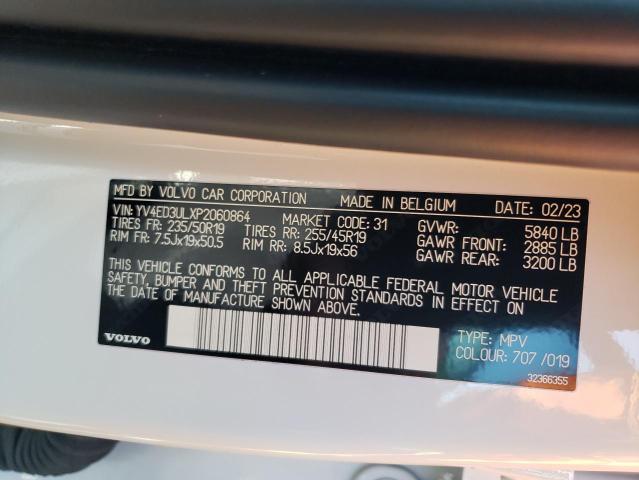 MFD BY VOLVO CAR CORPORATION MADE IN BELGIUM DATE: 02/23
VIN: YV4ED3ULXP2060864 MARKET CODE: 31 GVWR: 5840 LB
TIRES FR: 235/50R19 TIRES RR: 255/45R19 GAWR FRONT: 2885 LB
RIM FR: 7.5Jx19x50.5 RIM RR: 8.5Jx19x56 GAWR REAR: 3200 LB
THIS VEHICLE CONFORMS TO ALL APPLICABLE FEDERAL MOTOR VEHICLE
SAFETY, BUMPER AND THEFT PREVENTION STANDARDS IN EFFECT ON
THE DATE OF MANUFACTURE SHOWN ABOVE.
VOLVO
TYPE: MPV
COLOUR: 707 /019
32366355